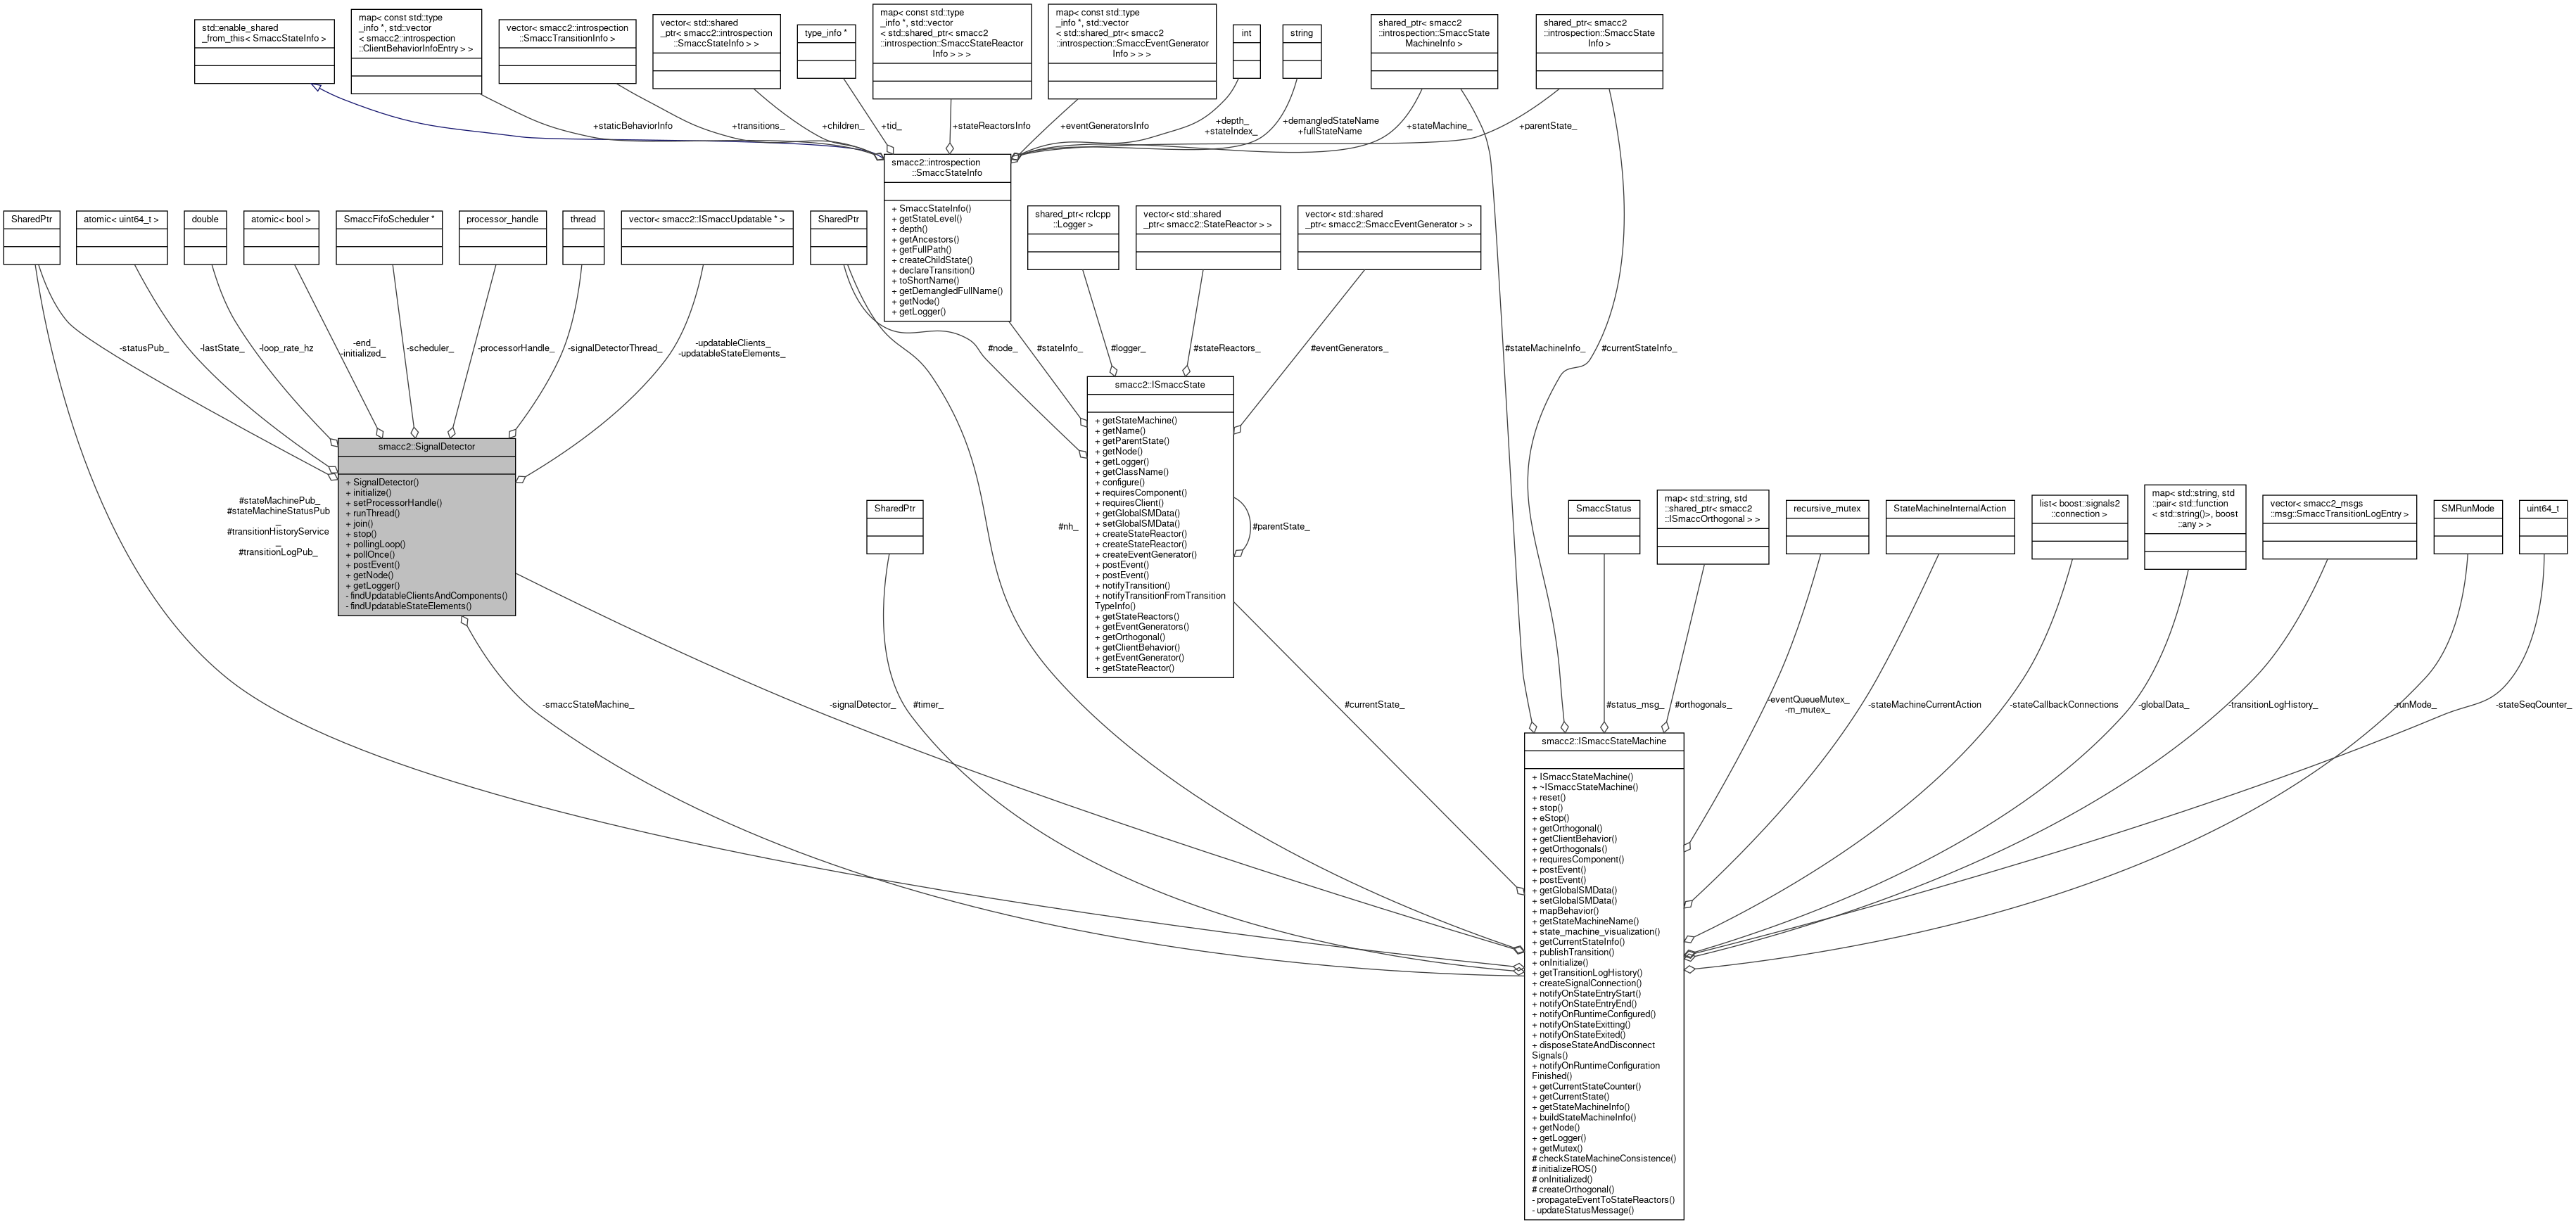 std::enable_shared
_from_this< SmaccStateInfo >
map< const std::type
_info *, std::vector
< smacc2::introspection
::ClientBehaviorInfoEntry > >
vector< smacc2::introspection
::SmaccTransitionInfo >
vector< std::shared
_ptr< smacc2::introspection
::SmaccStateInfo > >
type_info *
map< const std::type
_info *, std::vector
< std::shared_ptr< smacc2
::introspection::SmaccStateReactor
Info > > >
map< const std::type
_info *, std::vector
< std::shared_ptr< smacc2
::introspection::SmaccEventGenerator
Info > > >
int
string
shared_ptr< smacc2
::introspection::SmaccState
MachineInfo >
shared_ptr< smacc2
::introspection::SmaccState
Info >
+staticBehaviorInfo
+transitions_
+children_
+tid_
+stateReactorsInfo
+eventGeneratorsInfo
+depth_
+stateIndex_
+demangledStateName
+fullStateName
+stateMachine_
+parentState_
smacc2::introspection
::SmaccStateInfo
+ SmaccStateInfo()
+ getStateLevel()
+ depth()
+ getAncestors()
+ getFullPath()
+ createChildState()
+ declareTransition()
+ toShortName()
+ getDemangledFullName()
+ getNode()
+ getLogger()
SharedPtr
atomic< uint64_t >
double
atomic< bool >
SmaccFifoScheduler *
processor_handle
thread
vector< smacc2::ISmaccUpdatable * >
SharedPtr
shared_ptr< rclcpp
::Logger >
vector< std::shared
_ptr< smacc2::StateReactor > >
vector< std::shared
_ptr< smacc2::SmaccEventGenerator > >
-statusPub_
-lastState_
-loop_rate_hz
-end_
-initialized_
-scheduler_
-processorHandle_
-signalDetectorThread_
-updatableClients_
-updatableStateElements_
#node_
#stateInfo_
#logger_
#stateReactors_
#eventGenerators_
#stateMachineInfo_
#currentStateInfo_
smacc2::SignalDetector
+ SignalDetector()
+ initialize()
+ setProcessorHandle()
+ runThread()
+ join()
+ stop()
+ pollingLoop()
+ pollOnce()
+ postEvent()
+ getNode()
+ getLogger()
- findUpdatableClientsAndComponents()
- findUpdatableStateElements()
smacc2::ISmaccState
+ getStateMachine()
+ getName()
+ getParentState()
+ getNode()
+ getLogger()
+ getClassName()
+ configure()
+ requiresComponent()
+ requiresClient()
+ getGlobalSMData()
+ setGlobalSMData()
+ createStateReactor()
+ createStateReactor()
+ createEventGenerator()
+ postEvent()
+ postEvent()
+ notifyTransition()
+ notifyTransitionFromTransition
TypeInfo()
+ getStateReactors()
+ getEventGenerators()
+ getOrthogonal()
+ getClientBehavior()
+ getEventGenerator()
+ getStateReactor()
#parentState_
#stateMachinePub_
#stateMachineStatusPub
_
#transitionHistoryService
_
#transitionLogPub_
SharedPtr
#nh_
SmaccStatus
map< std::string, std
::shared_ptr< smacc2
::ISmaccOrthogonal > >
recursive_mutex
StateMachineInternalAction
list< boost::signals2
::connection >
map< std::string, std
::pair< std::function
< std::string()>, boost
::any > >
vector< smacc2_msgs
::msg::SmaccTransitionLogEntry >
SMRunMode
uint64_t
-smaccStateMachine_
-signalDetector_
#timer_
#currentState_
#status_msg_
#orthogonals_
-eventQueueMutex_
-m_mutex_
-stateMachineCurrentAction
-stateCallbackConnections
-globalData_
-transitionLogHistory_
-runMode_
-stateSeqCounter_
smacc2::ISmaccStateMachine
+ ISmaccStateMachine()
+ ~ISmaccStateMachine()
+ reset()
+ stop()
+ eStop()
+ getOrthogonal()
+ getClientBehavior()
+ getOrthogonals()
+ requiresComponent()
+ postEvent()
+ postEvent()
+ getGlobalSMData()
+ setGlobalSMData()
+ mapBehavior()
+ getStateMachineName()
+ state_machine_visualization()
+ getCurrentStateInfo()
+ publishTransition()
+ onInitialize()
+ getTransitionLogHistory()
+ createSignalConnection()
+ notifyOnStateEntryStart()
+ notifyOnStateEntryEnd()
+ notifyOnRuntimeConfigured()
+ notifyOnStateExitting()
+ notifyOnStateExited()
+ disposeStateAndDisconnect
Signals()
+ notifyOnRuntimeConfiguration
Finished()
+ getCurrentStateCounter()
+ getCurrentState()
+ getStateMachineInfo()
+ buildStateMachineInfo()
+ getNode()
+ getLogger()
+ getMutex()
# checkStateMachineConsistence()
# initializeROS()
# onInitialized()
# createOrthogonal()
- propagateEventToStateReactors()
- updateStatusMessage()